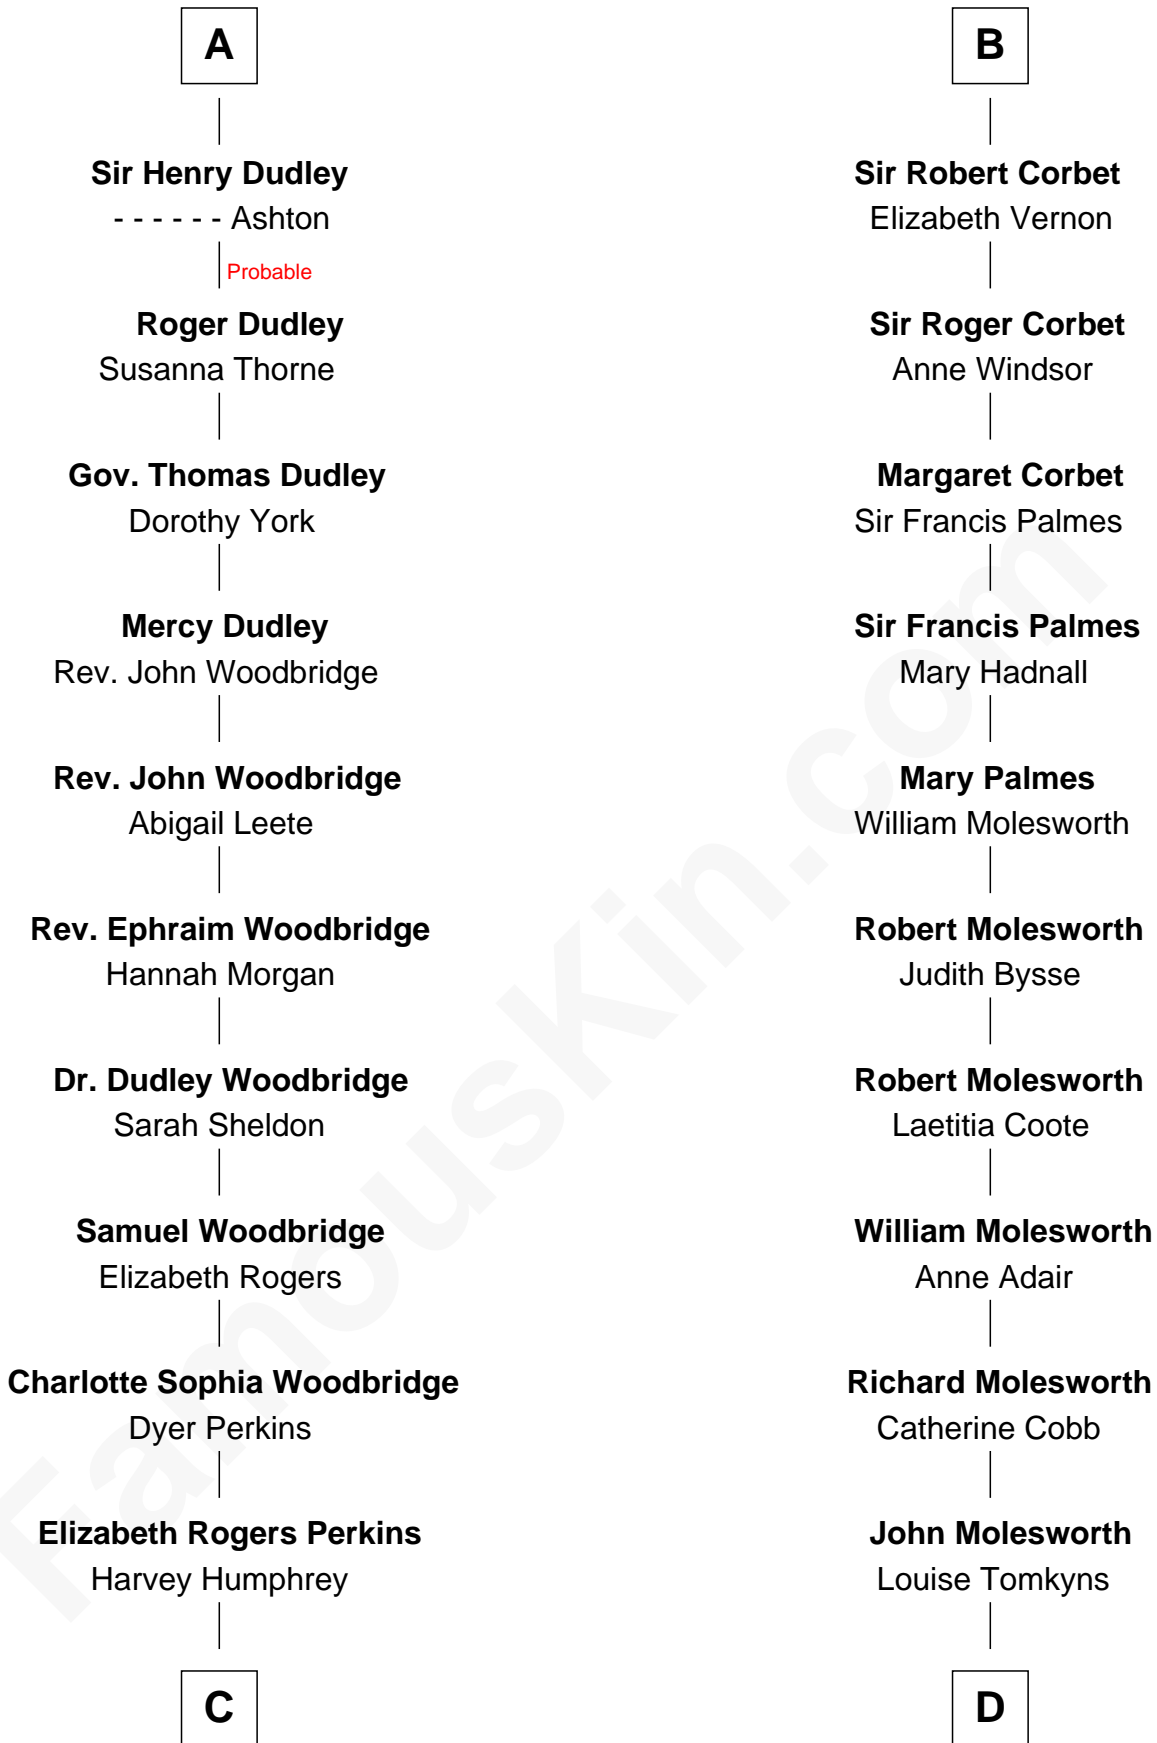 A
Sir Henry Dudley
- - - - - - Ashton
Probable
Roger Dudley
Susanna Thorne
Gov. Thomas Dudley
Dorothy York
Mercy Dudley
Rev. John Woodbridge
Rev. John Woodbridge
Abigail Leete
Rev. Ephraim Woodbridge
Hannah Morgan
Dr. Dudley Woodbridge
Sarah Sheldon
Samuel Woodbridge
Elizabeth Rogers
Charlotte Sophia Woodbridge
Dyer Perkins
Elizabeth Rogers Perkins
Harvey Humphrey
C
B
Sir Robert Corbet
Elizabeth Vernon
Sir Roger Corbet
Anne Windsor
Margaret Corbet
Sir Francis Palmes
Sir Francis Palmes
Mary Hadnall
Mary Palmes
William Molesworth
Robert Molesworth
Judith Bysse
Robert Molesworth
Laetitia Coote
William Molesworth
Anne Adair
Richard Molesworth
Catherine Cobb
John Molesworth
Louise Tomkyns
D
FamousKin.com